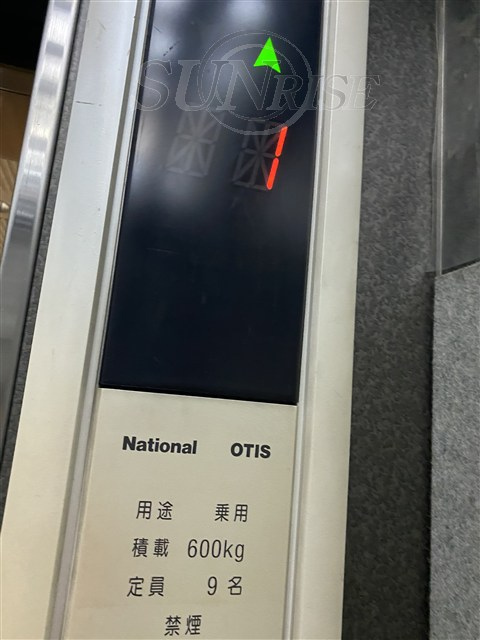 SUNRISE
1
National OTIS
用途 乗用
積載 600kg
定員 9名
禁煙